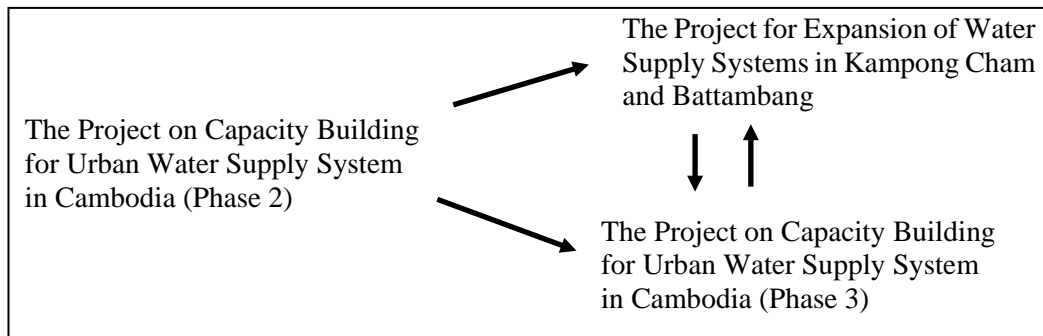 The Project for Expansion of Water
Supply Systems in Kampong Cham
and Battambang
The Project on Capacity Building
for Urban Water Supply System
in Cambodia (Phase 2)
The Project on Capacity Building
for Urban Water Supply System
in Cambodia (Phase 3)